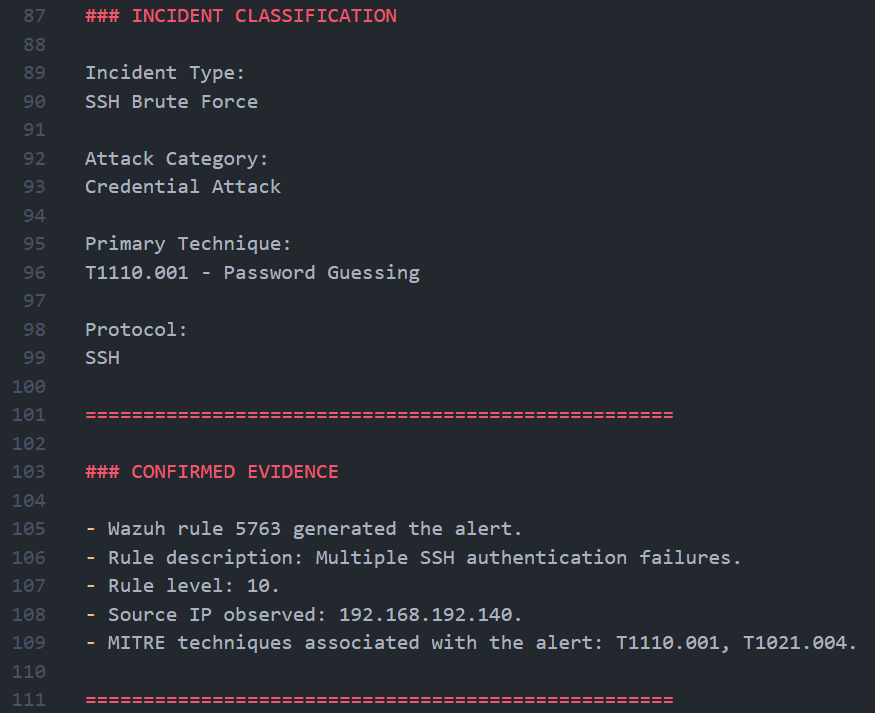 87 ### INCIDENT CLASSIFICATION
88
89 Incident Type:
90 SSH Brute Force
91
92 Attack Category:
93 Credential Attack
94
95 Primary Technique:
96 T1110.001 - Password Guessing
97
98 Protocol:
99 SSH
100
101 ===================================================
102
103 ### CONFIRMED EVIDENCE
104
105 - Wazuh rule 5763 generated the alert.
106 - Rule description: Multiple SSH authentication failures.
107 - Rule level: 10.
108 - Source IP observed: 192.168.192.140.
109 - MITRE techniques associated with the alert: T1110.001, T1021.004.
110
111 ===================================================